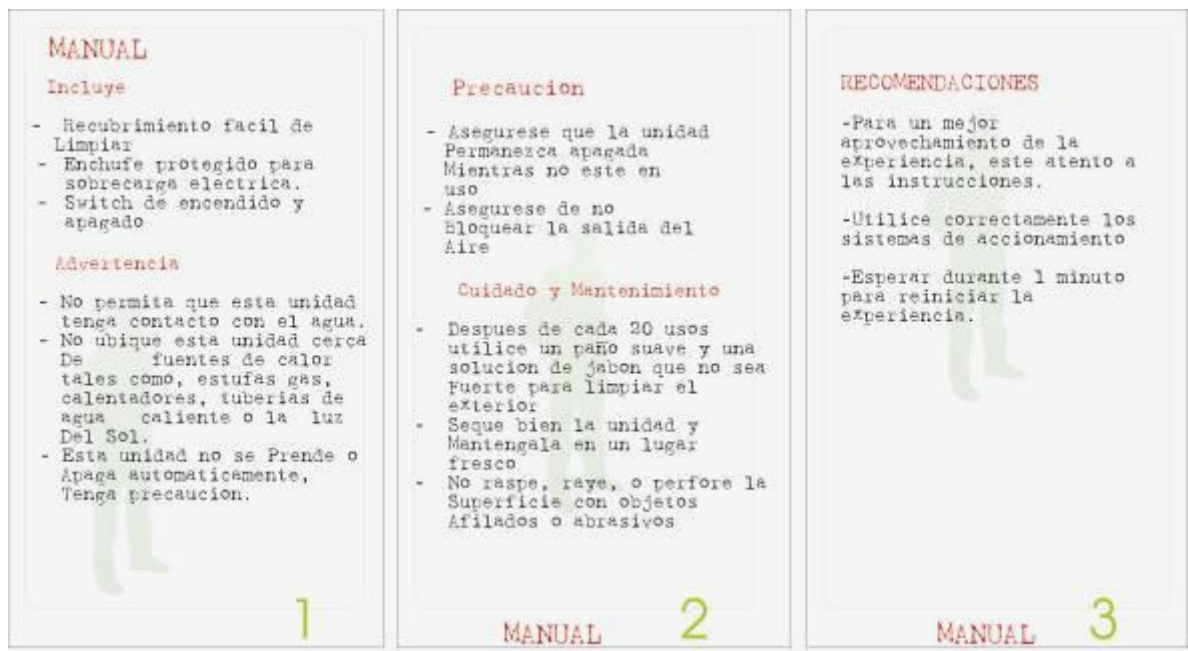 MANUAL
Incluye
- Recubrimiento facil de
Limpiar
- Enchufe protegido para
sobrecarga electrica.
- Switch de encendido y
apagado
Advertencia
- No permita que esta unidad
tenga contacto con el agua.
- No ubique esta unidad cerca
De fuentes de calor
tales como, estufas gas,
calentadores, tuberias de
agua caliente o la luz
Del Sol.
- Esta unidad no se Prende o
Apaga automaticamente,
Tenga precaucion.
1
Precaucion
- Asegurese que la unidad
Permanezca apagada
Mientras no este en
uso
- Asegurese de no
Bloquear la salida del
Aire
Cuidado y Mantenimiento
- Despues de cada 20 usos
utilice un paño suave y una
solucion de jabon que no sea
Fuerte para limpiar el
exterior
- Seque bien la unidad y
Mantengala en un lugar
fresco
- No raspe, raye, o perfore la
Superficie con objetos
Afilados o abrasivos
MANUAL 2
RECOMENDACIONES
-Para un mejor
aprovechamiento de la
experiencia, este atento a
las instrucciones.
-Utilice correctamente los
sistemas de accionamiento
-Esperar durante 1 minuto
para reiniciar la
experiencia.
MANUAL 3